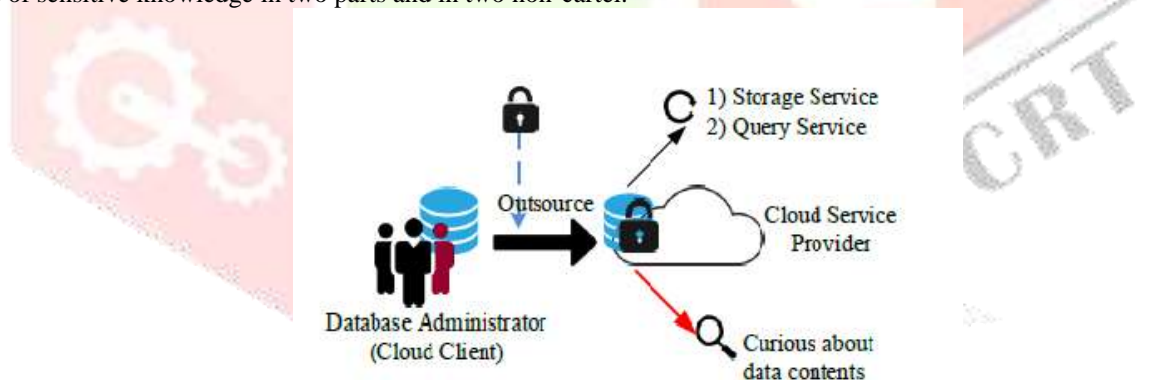 of sensitive knowledge in two parts and in two non-cartel.
1) Storage Service
2) Query Service
Outsource
Cloud Service
Provider
Database Administrator
(Cloud Client)
Curious about
data contents
CRT